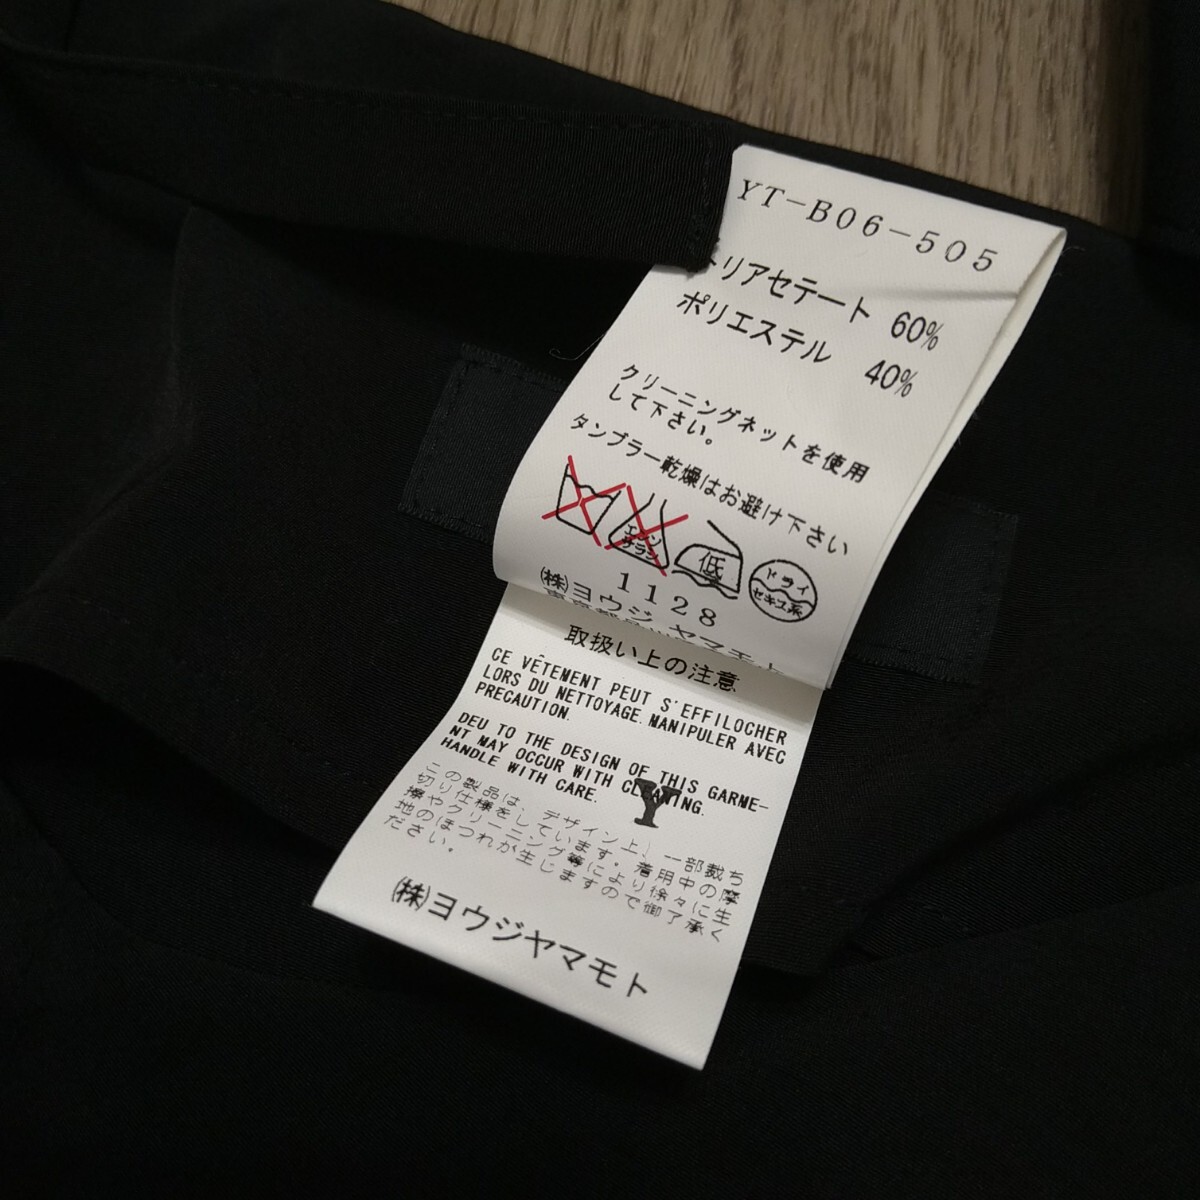 YT-B06-505
トリアセテート 60%
ポリエステル 40%
クリーニングネットを使用
して下さい。
タンブラー乾燥はお避け下さい
エンソ
サラシ
低
ドライ
セキユ系
1128
㈱ヨウジヤマモト
取扱い上の注意
CE VÊTEMENT PEUT S'EFFILOCHER
LORS DU NETTOYAGE.MANIPULER AVEC
PRECAUTION.
DEU TO THE DESIGN OF THIS GARME-
NT MAY OCCUR WITH CLEANING.
HANDLE WITH CARE.
Y
この製品は、デザイン上、一部裁ち
切り仕様をしています。着用中の摩
擦やクリーニング等により徐々に生
地のほつれが生じますので御了承く
ださい。
㈱ヨウジヤマモト